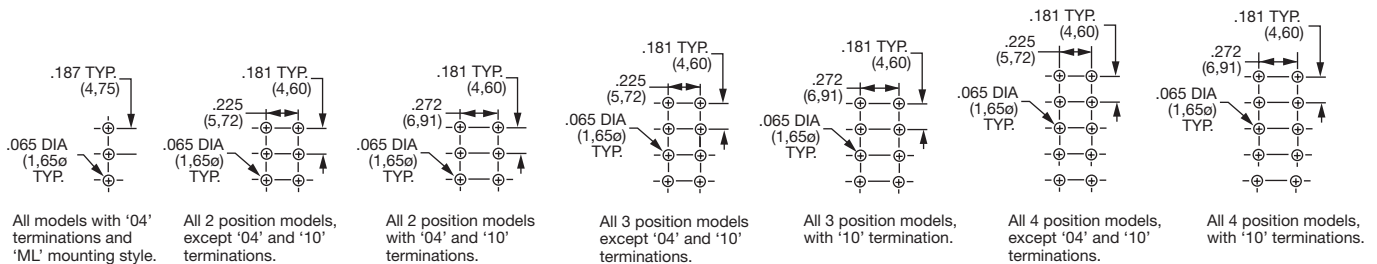 .187 TYP.
(4,75)
.065 DIA
(1,65ø)
TYP.
All models with ‘04’
terminations and
‘ML’ mounting style.
.181 TYP.
(4,60)
.225
(5,72)
.065 DIA
(1,65ø)
TYP.
All 2 position models,
except ‘04’ and ‘10’
terminations.
.181 TYP.
(4,60)
.272
(6,91)
.065 DIA
(1,65ø)
TYP.
All 2 position models
with ‘04’ and ‘10’
terminations.
.181 TYP.
(4,60)
.225
(5,72)
.065 DIA
(1,65ø)
TYP.
All 3 position models
except ‘04’ and ‘10’
terminations.
.181 TYP.
(4,60)
.272
(6,91)
.065 DIA
(1,65ø)
TYP.
All 3 position models,
with ‘10’ termination.
.181 TYP.
(4,60)
.225
(5,72)
.065 DIA
(1,65ø)
TYP.
All 4 position models,
except ‘04’ and ‘10’
terminations.
.181 TYP.
(4,60)
.272
(6,91)
.065 DIA
(1,65ø)
TYP.
All 4 position models,
with ‘10’ terminations.